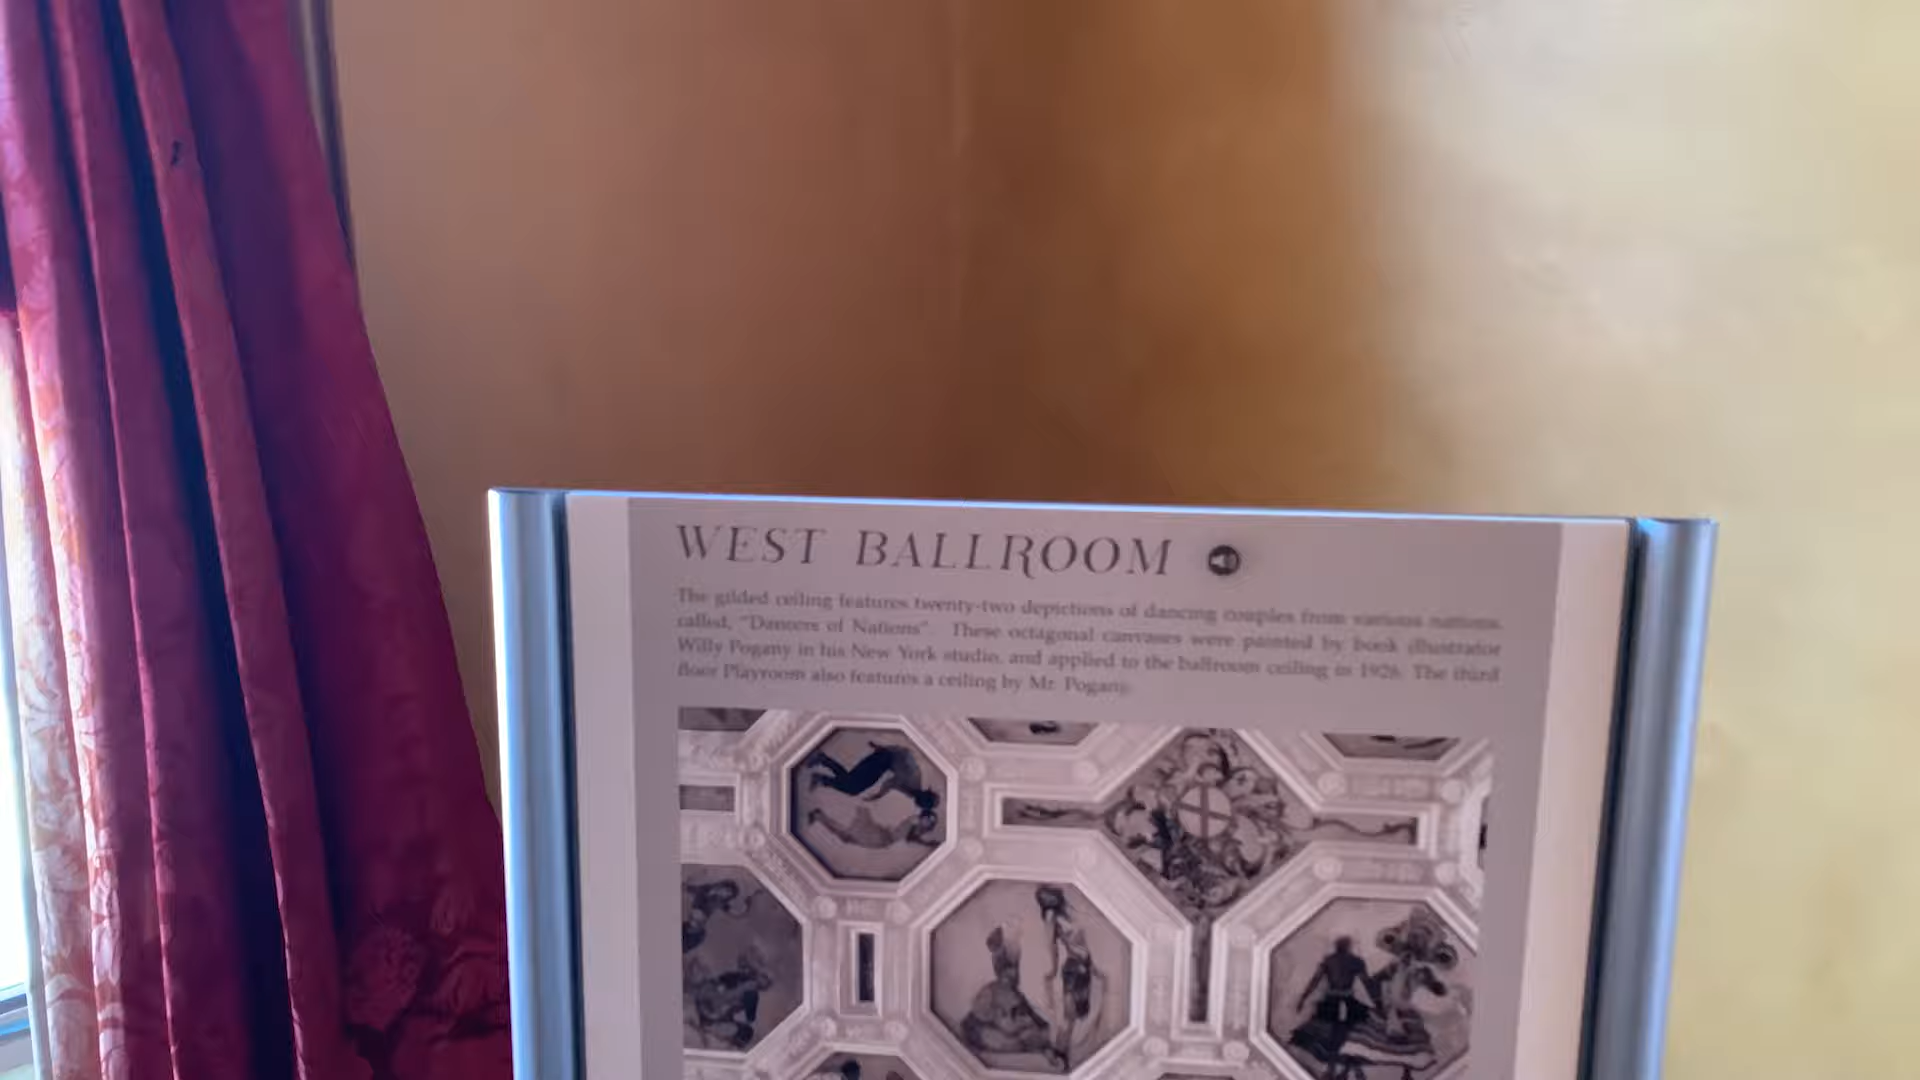 WEST BALLROOM
The gilded ceiling features twenty-two depictions of dancing couples from various nations,
called, "Dancers of Nations". These octagonal canvases were painted by book illustrator
Willy Pogany in his New York studio, and applied to the ballroom ceiling in 1926. The third
floor Playroom also features a ceiling by Mr. Pogany.